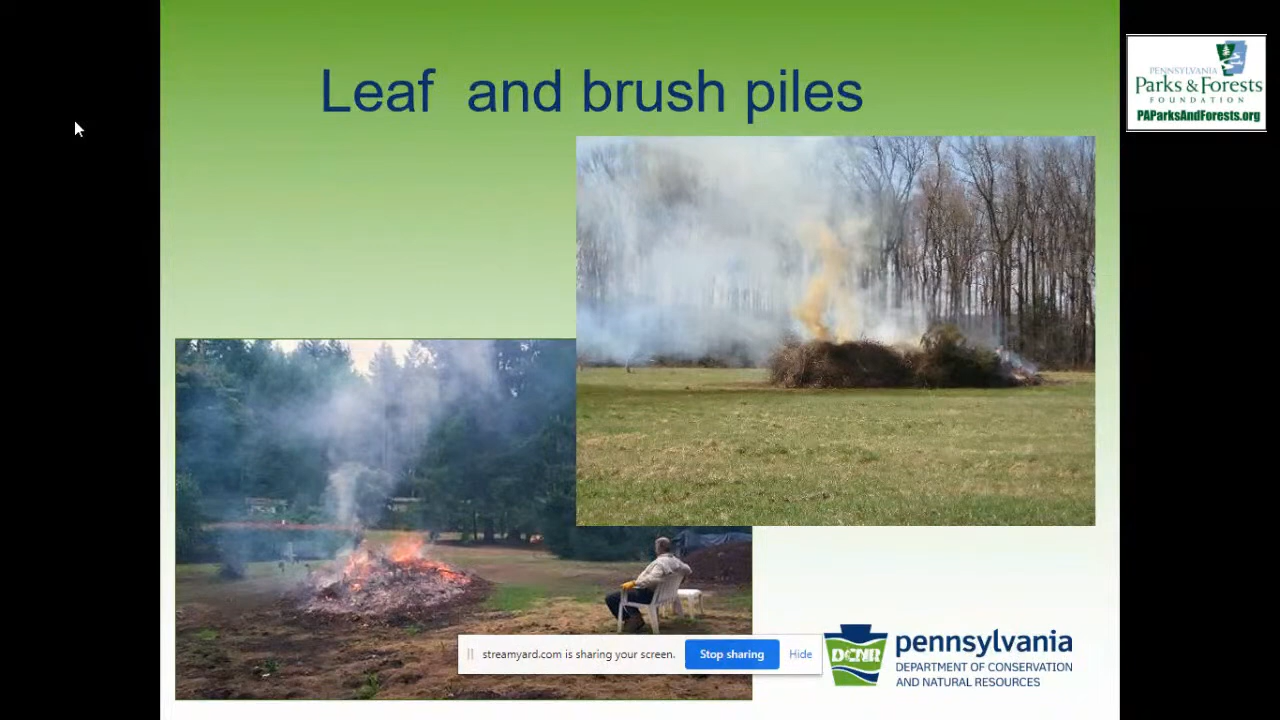 Leaf and brush piles
PENNSYLVANIA
Parks & Forests
FOUNDATION
PAParksAndForests.org
streamyard.com is sharing your screen.
Stop sharing
Hide
DCNR
pennsylvania
DEPARTMENT OF CONSERVATION
AND NATURAL RESOURCES